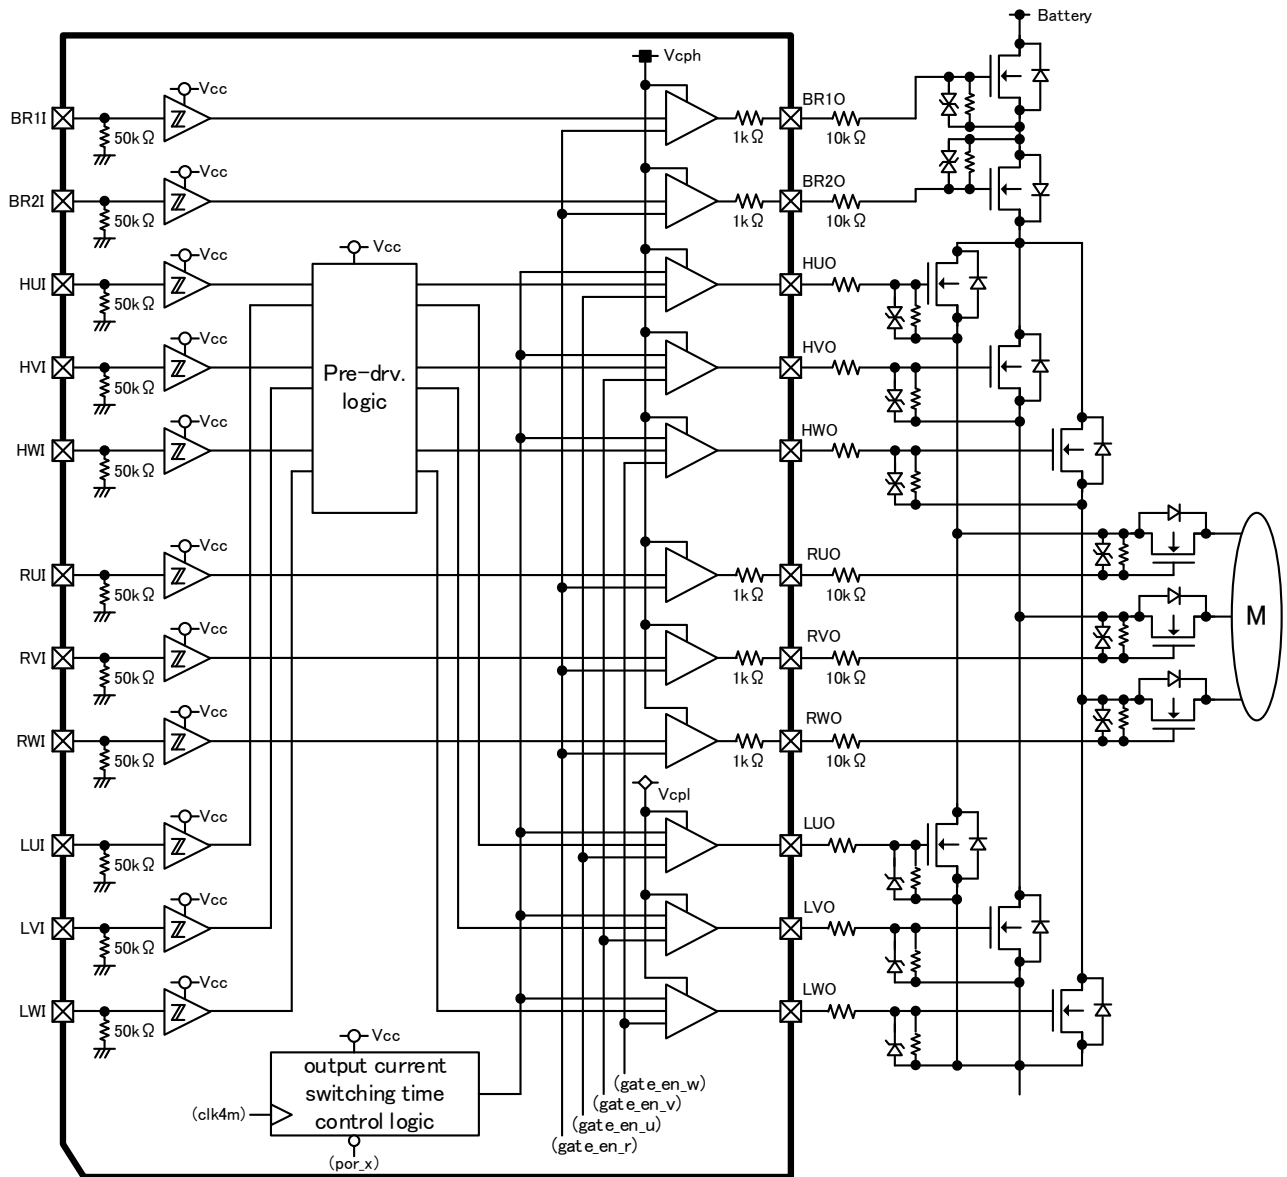 Battery
Vcph
BR1I
Vcc
50kΩ
1kΩ
BR1O
10kΩ
BR2I
Vcc
50kΩ
1kΩ
BR2O
10kΩ
HUI
Vcc
50kΩ
Vcc
HUO
HVI
Vcc
50kΩ
Pre-drv.
logic
HVO
HWI
Vcc
50kΩ
HWO
RUI
Vcc
50kΩ
1kΩ
RUO
10kΩ
RVI
Vcc
50kΩ
1kΩ
RVO
10kΩ
M
RWI
Vcc
50kΩ
1kΩ
RWO
10kΩ
Vcpl
LUI
Vcc
50kΩ
LUO
LVI
Vcc
50kΩ
LVO
LWI
Vcc
50kΩ
LWO
Vcc
output current
switching time
control logic
(clk4m)
(por_x)
(gate_en_w)
(gate_en_v)
(gate_en_u)
(gate_en_r)